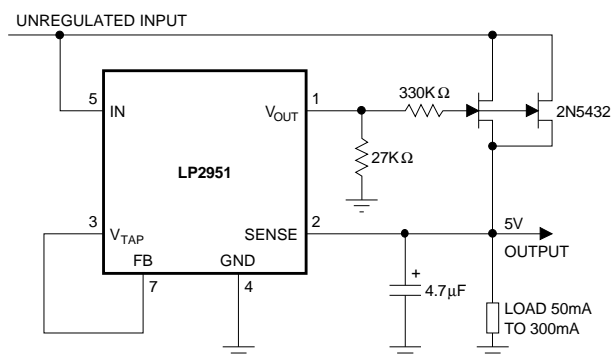 UNREGULATED INPUT
5
IN
1
VOUT
330KΩ
2N5432
27KΩ
LP2951
3
VTAP
SENSE
2
5V
OUTPUT
FB
GND
7
4
+
4.7µF
LOAD 50mA
TO 300mA